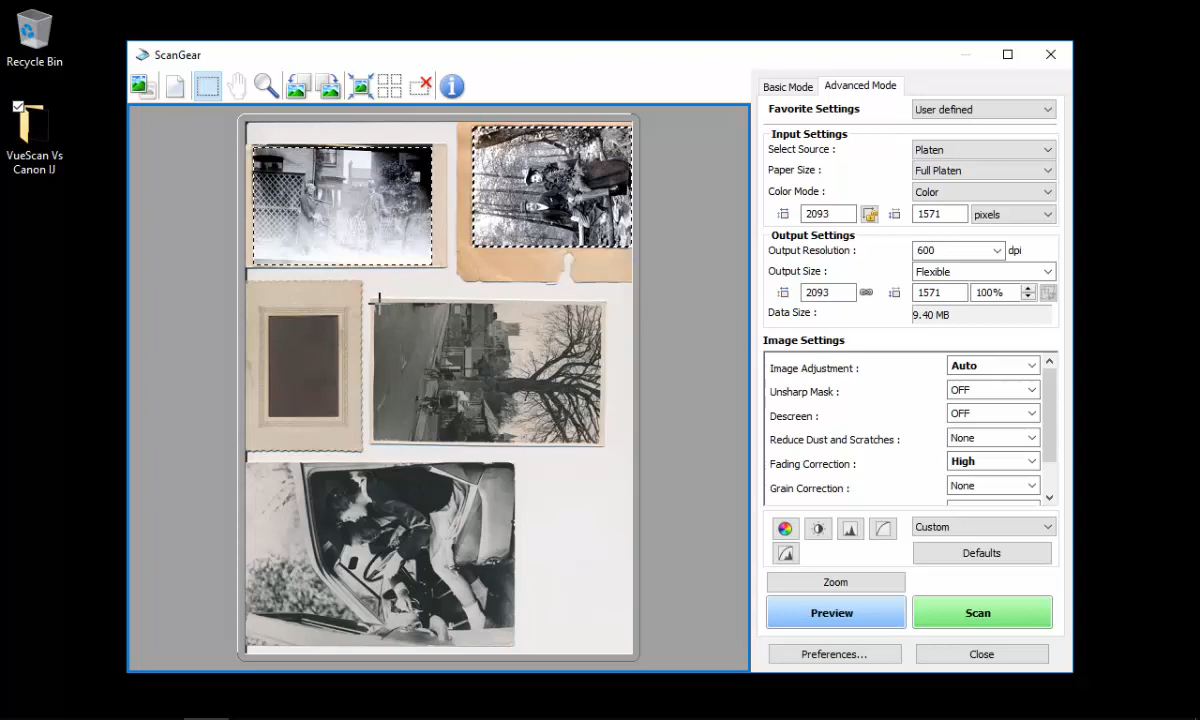 Recycle Bin
VueScan Vs
Canon IJ
ScanGear
Basic Mode
Advanced Mode
Favorite Settings
User defined
Input Settings
Select Source :
Platen
Paper Size :
Full Platen
Color Mode :
Color
2093
1571
pixels
Output Settings
Output Resolution :
600
dpi
Output Size :
Flexible
2093
1571
100%
Data Size :
9.40 MB
Image Settings
Image Adjustment :
Auto
Unsharp Mask :
OFF
Descreen :
OFF
Reduce Dust and Scratches :
None
Fading Correction :
High
Grain Correction :
None
Custom
Defaults
Zoom
Preview
Scan
Preferences...
Close